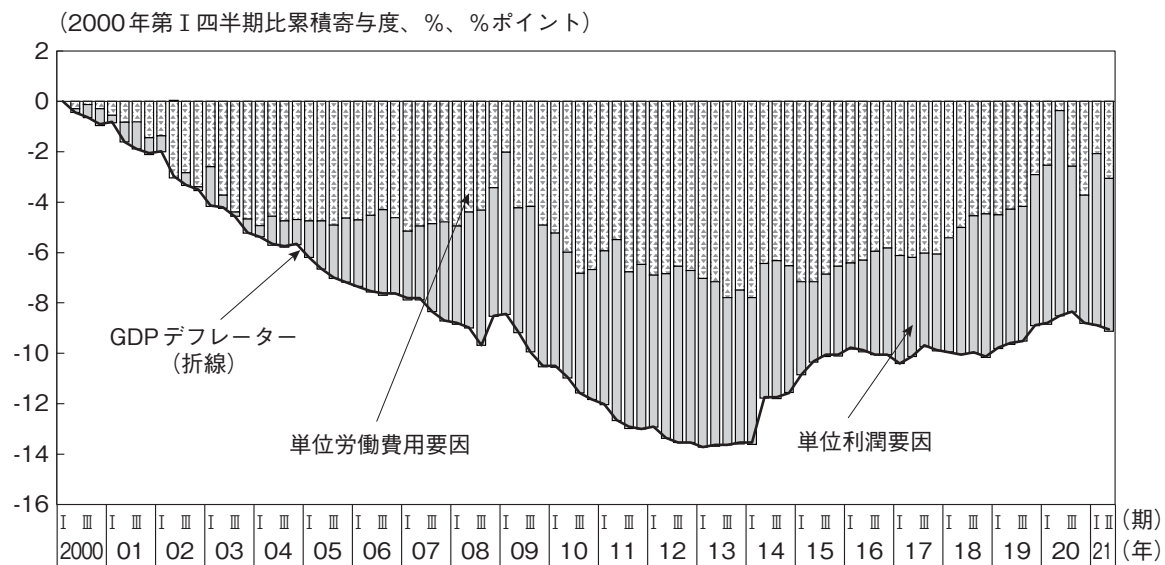 （2000年第Ⅰ四半期比累積寄与度、％、％ポイント）
2
0
-2
-4
-6
-8
-10
-12
-14
-16
GDPデフレーター
（折線）
単位労働費用要因
単位利潤要因
Ⅰ Ⅲ Ⅰ Ⅲ Ⅰ Ⅲ Ⅰ Ⅲ Ⅰ Ⅲ Ⅰ Ⅲ Ⅰ Ⅲ Ⅰ Ⅲ Ⅰ Ⅲ Ⅰ Ⅲ Ⅰ Ⅲ Ⅰ Ⅲ Ⅰ Ⅲ Ⅰ Ⅲ Ⅰ Ⅲ Ⅰ Ⅲ Ⅰ Ⅲ Ⅰ Ⅲ Ⅰ Ⅲ Ⅰ Ⅲ Ⅰ Ⅲ Ⅰ Ⅱ （期）
2000 01 02 03 04 05 06 07 08 09 10 11 12 13 14 15 16 17 18 19 20 21 （年）